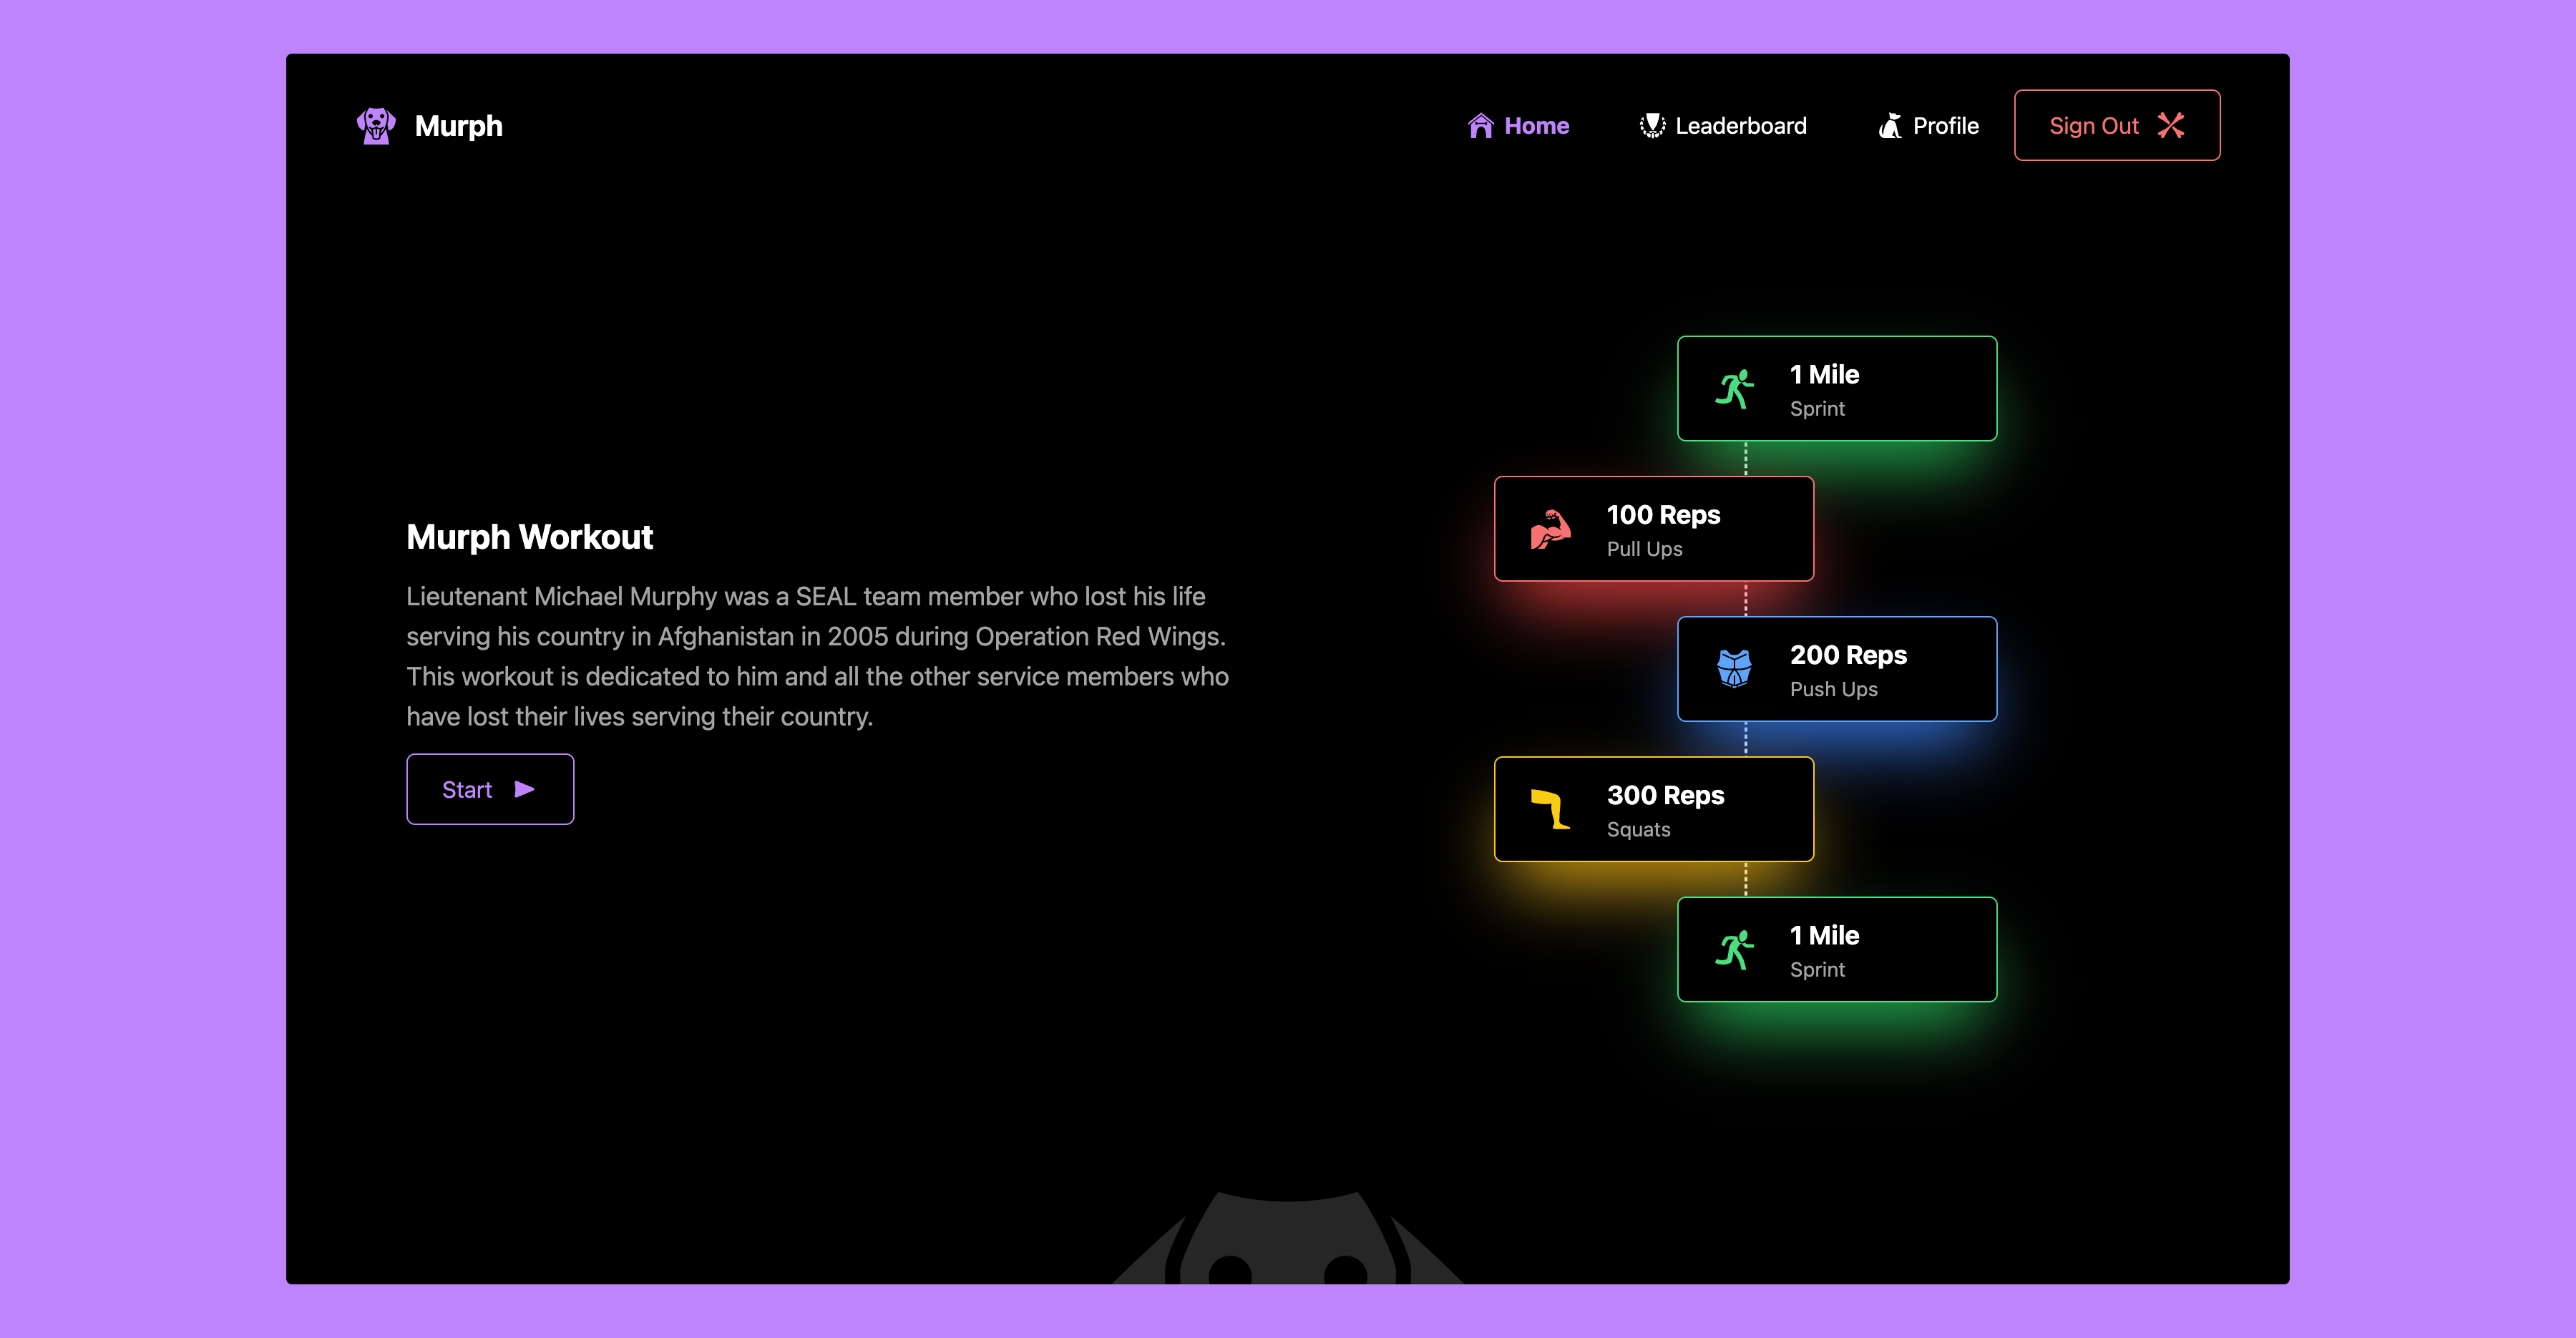 Murph
Home
Leaderboard
Profile
Sign Out
Murph Workout
Lieutenant Michael Murphy was a SEAL team member who lost his life
serving his country in Afghanistan in 2005 during Operation Red Wings.
This workout is dedicated to him and all the other service members who
have lost their lives serving their country.
Start
1 Mile
Sprint
100 Reps
Pull Ups
200 Reps
Push Ups
300 Reps
Squats
1 Mile
Sprint